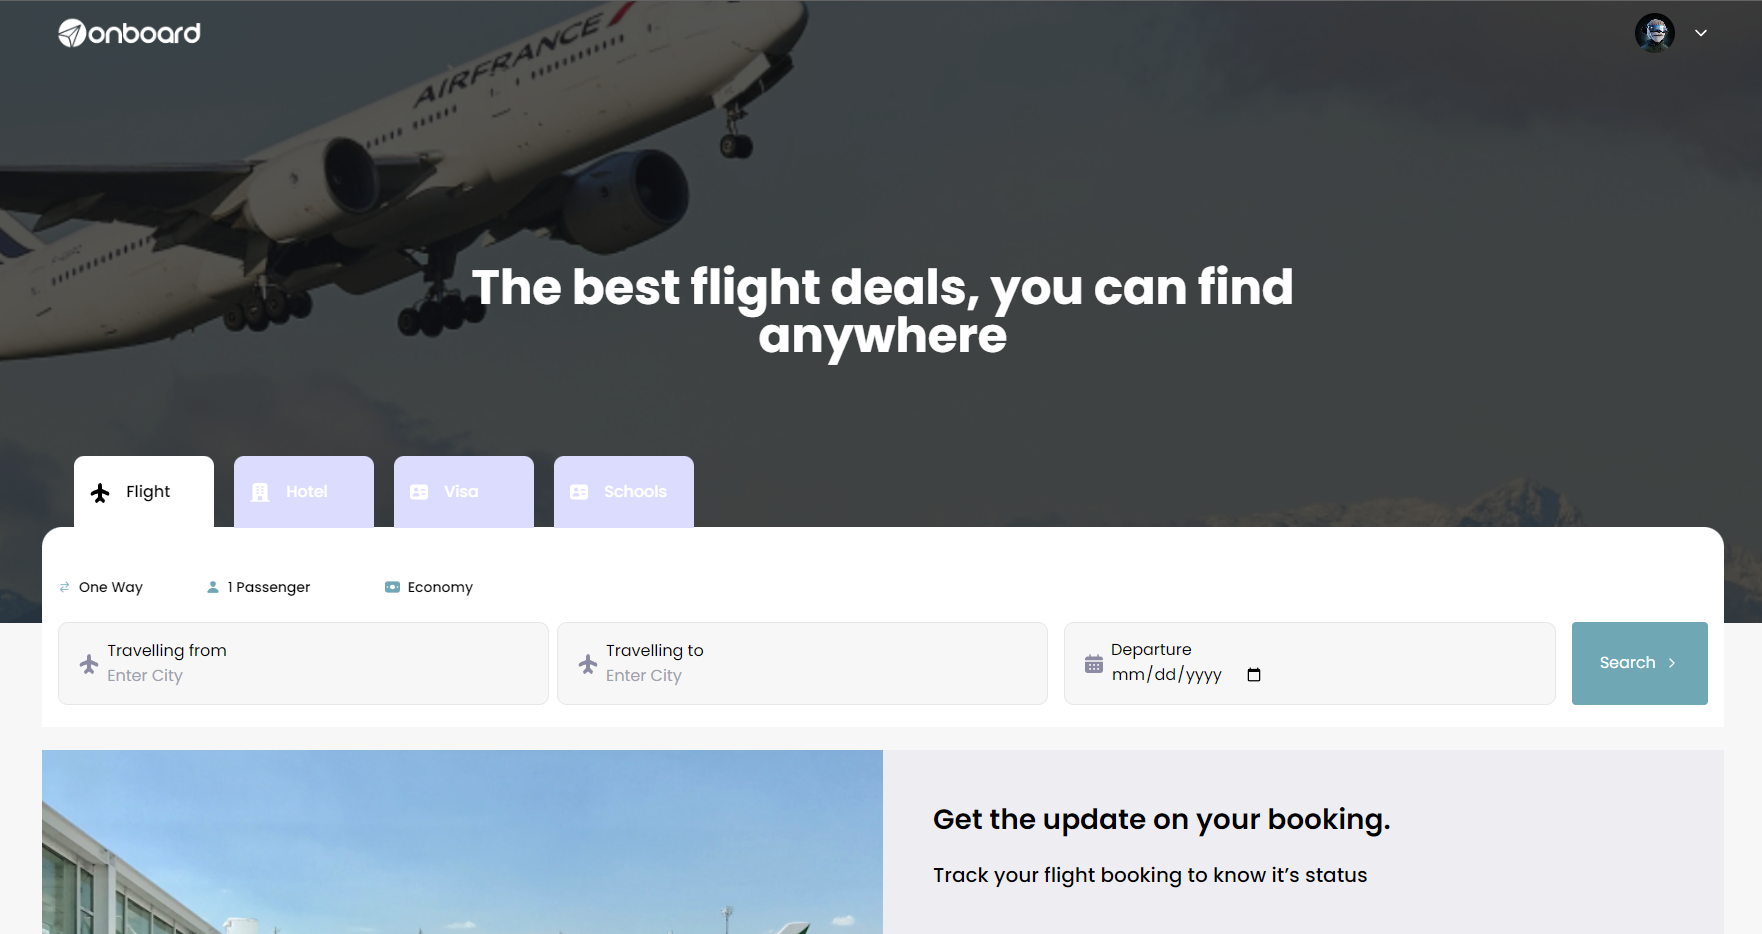 onboard
AIRFRANCE
The best flight deals, you can find
anywhere
Flight
Hotel
Visa
Schools
One Way
1 Passenger
Economy
Travelling from
Enter City
Travelling to
Enter City
Departure
mm/dd/yyyy
Search
Get the update on your booking.
Track your flight booking to know it's status